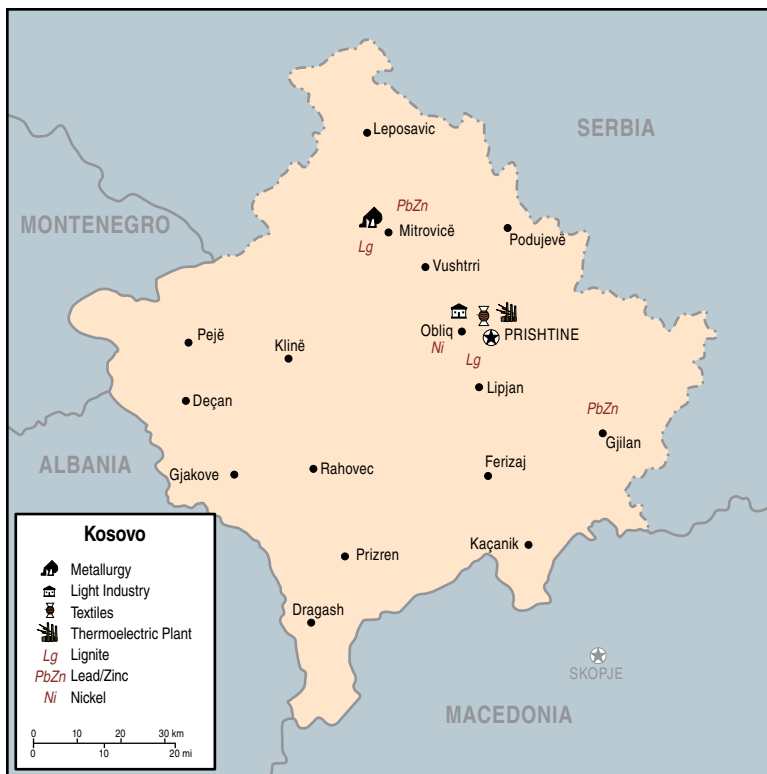 SERBIA
Leposavic
MONTENEGRO
PbZn
Mitrovicë
Lg
Podujevë
Vushtrri
Obliq
PRISHTINE
Ni
Lg
Pejë
Klinë
Lipjan
Deçan
PbZn
Gjilan
ALBANIA
Gjakove
Rahovec
Ferizaj
Kaçanik
Prizren
Dragash
SKOPJE
MACEDONIA
Kosovo
Metallurgy
Light Industry
Textiles
Thermoelectric Plant
Lg Lignite
PbZn Lead/Zinc
Ni Nickel
0 10 20 30 km
0 10 20 mi